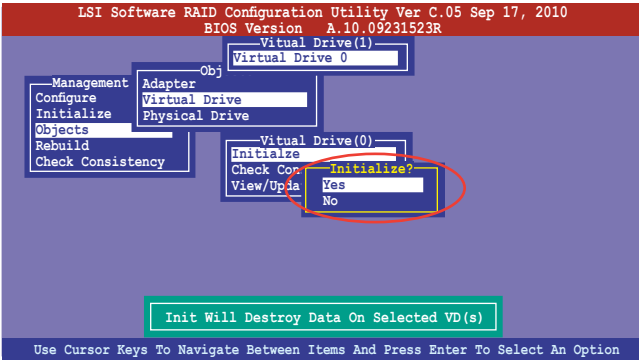 LSI Software RAID Configuration Utility Ver C.05 Sep 17, 2010
BIOS Version A.10.09231523R
Vitual Drive(1)
Virtual Drive 0
Obj
Adapter
Virtual Drive
Physical Drive
Management
Configure
Initialize
Objects
Rebuild
Check Consistency
Vitual Drive(0)
Initialze
Check Con
View/Upda
Initialize?
Yes
No
Init Will Destroy Data On Selected VD(s)
Use Cursor Keys To Navigate Between Items And Press Enter To Select An Option